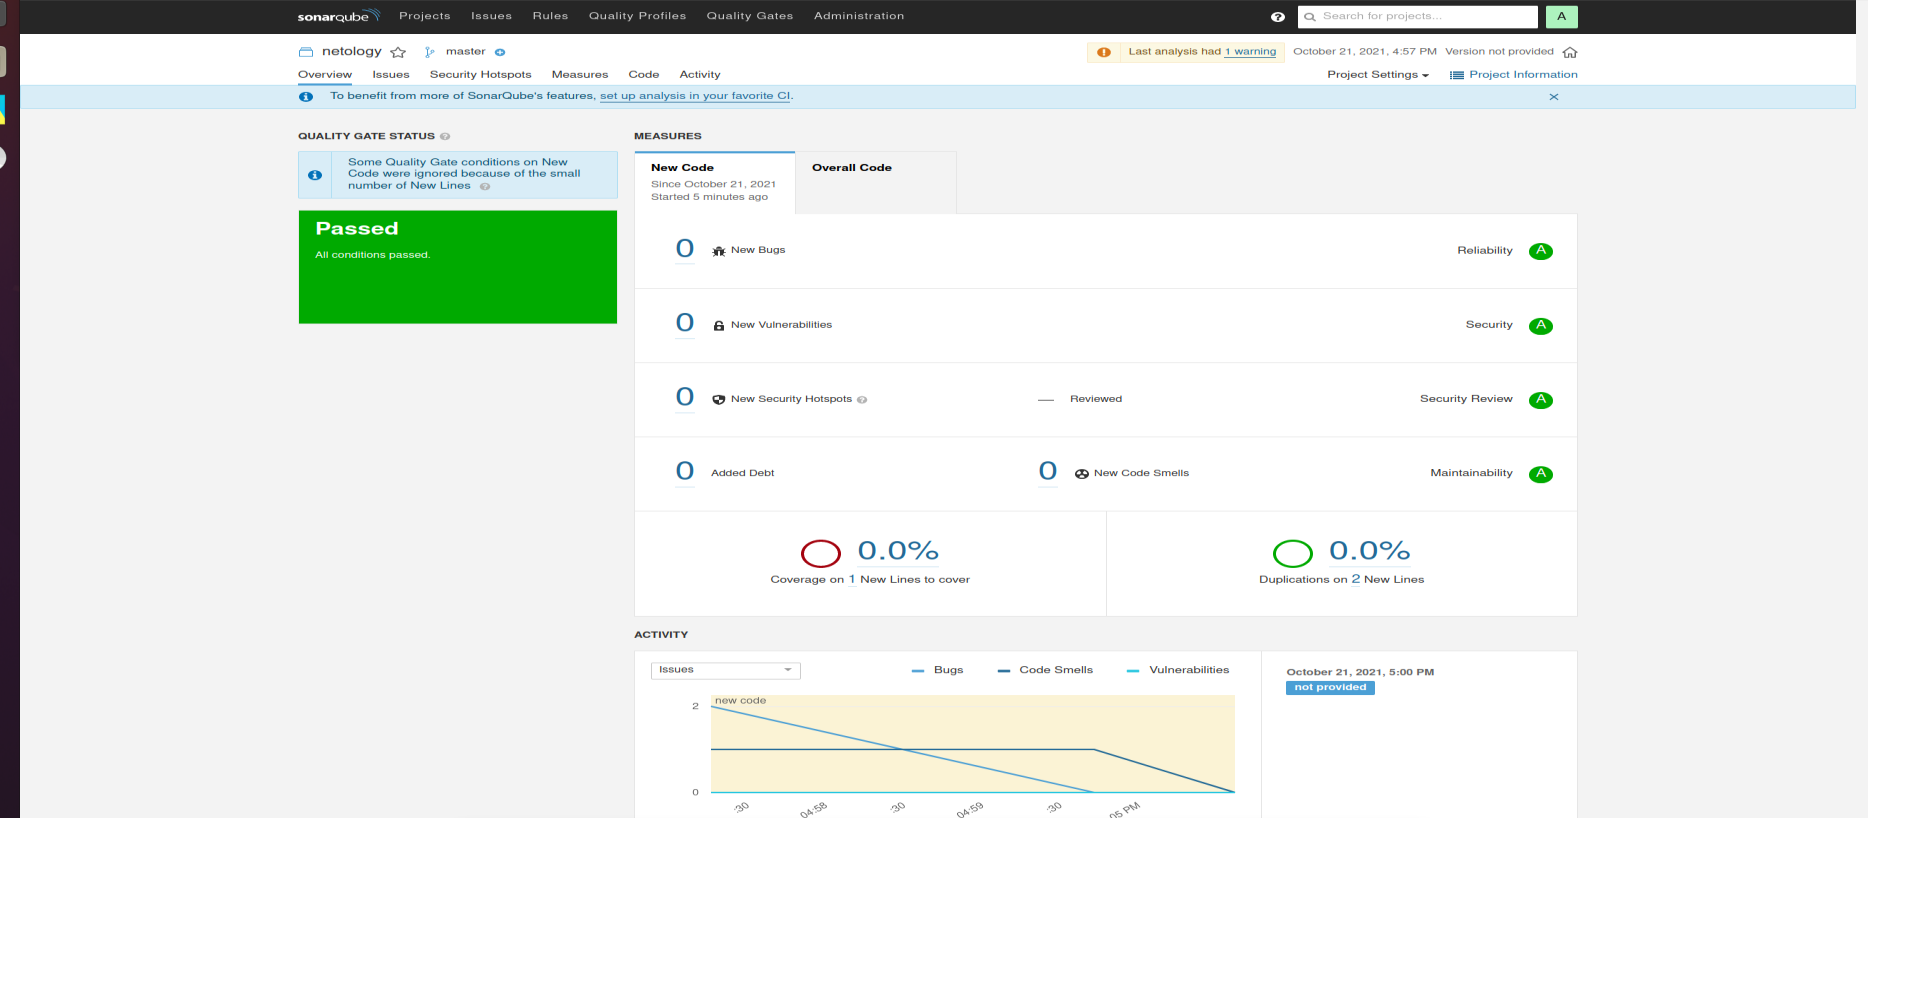 sonarqube Projects Issues Rules Quality Profiles Quality Gates Administration Search for projects... A
netology master Last analysis had 1 warning October 21, 2021, 4:57 PM Version not provided
Overview Issues Security Hotspots Measures Code Activity Project Settings Project Information
To benefit from more of SonarQube's features, set up analysis in your favorite CI.
QUALITY GATE STATUS
Some Quality Gate conditions on New
Code were ignored because of the small
number of New Lines
Passed
All conditions passed.
MEASURES
New Code
Since October 21, 2021
Started 5 minutes ago
Overall Code
0 New Bugs Reliability A
0 New Vulnerabilities Security A
0 New Security Hotspots — Reviewed Security Review A
0 Added Debt 0 New Code Smells Maintainability A
0.0%
Coverage on 1 New Lines to cover
0.0%
Duplications on 2 New Lines
ACTIVITY
Issues Bugs Code Smells Vulnerabilities
new code
2
0
:30 04:58 :30 04:59 :30 05 PM
October 21, 2021, 5:00 PM
not provided